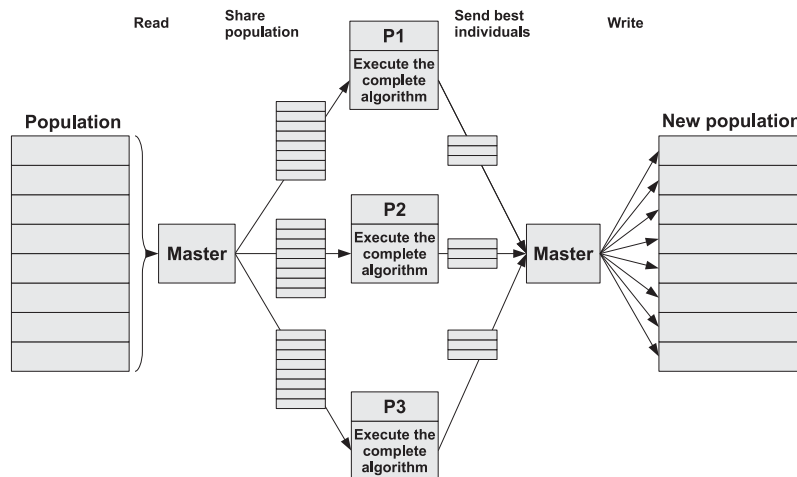 Read
Share
population
Send best
individuals
Write
P1
Execute the
complete
algorithm
Population
New population
P2
Execute the
complete
algorithm
Master
Master
P3
Execute the
complete
algorithm